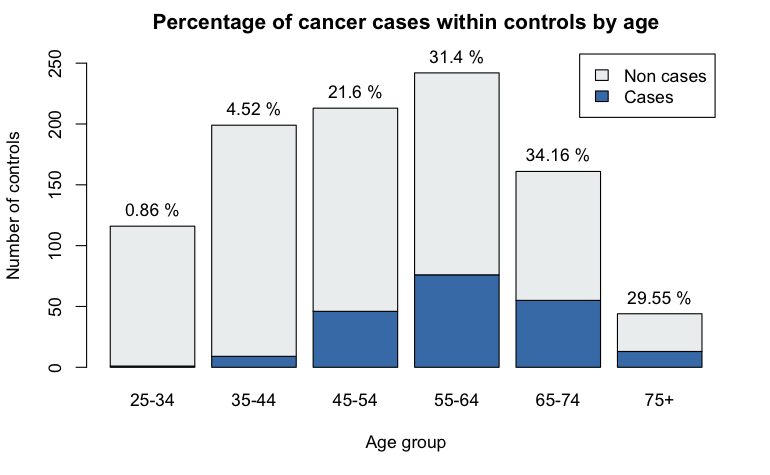 Percentage of cancer cases within controls by age
Non cases
Cases
Number of controls
250
200
150
100
50
0
0.86 %
4.52 %
21.6 %
31.4 %
34.16 %
29.55 %
25-34 35-44 45-54 55-64 65-74 75+
Age group